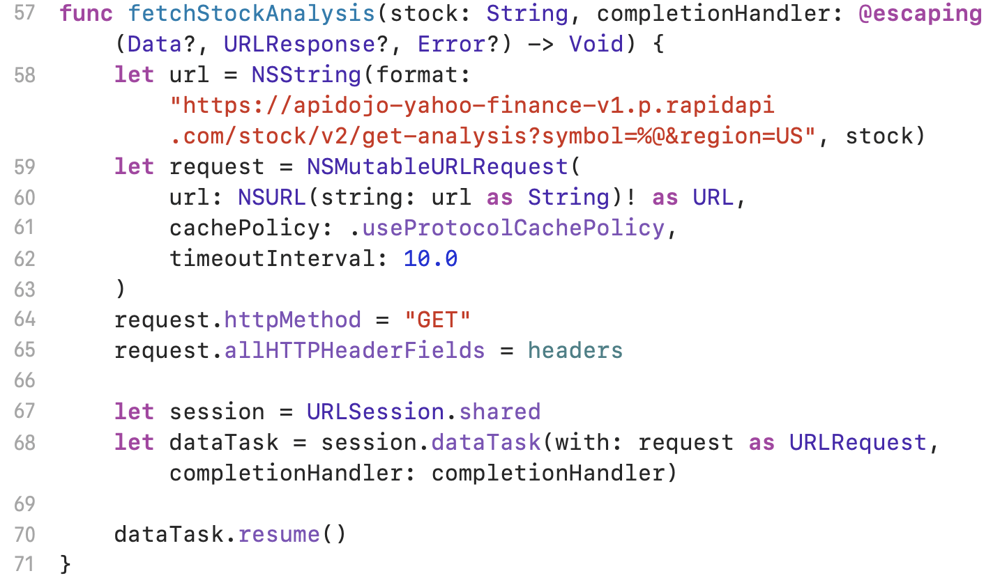 57 func fetchStockAnalysis(stock: String, completionHandler: @escaping
(Data?, URLResponse?, Error?) -> Void) {
58 let url = NSString(format:
"https://apidojo-yahoo-finance-v1.p.rapidapi
.com/stock/v2/get-analysis?symbol=%@&region=US", stock)
59 let request = NSMutableURLRequest(
60 url: NSURL(string: url as String)! as URL,
61 cachePolicy: .useProtocolCachePolicy,
62 timeoutInterval: 10.0
63 )
64 request.httpMethod = "GET"
65 request.allHTTPHeaderFields = headers
66
67 let session = URLSession.shared
68 let dataTask = session.dataTask(with: request as URLRequest,
completionHandler: completionHandler)
69
70 dataTask.resume()
71 }